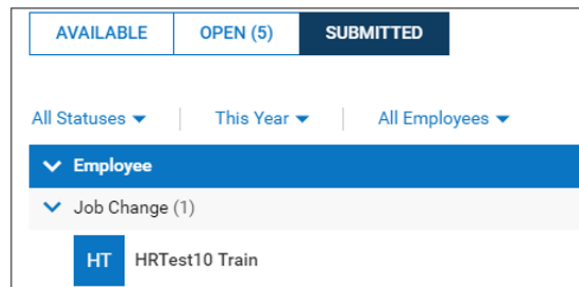 AVAILABLE OPEN (5) SUBMITTED
All Statuses This Year All Employees
Employee
Job Change (1)
HT HRTest10 Train